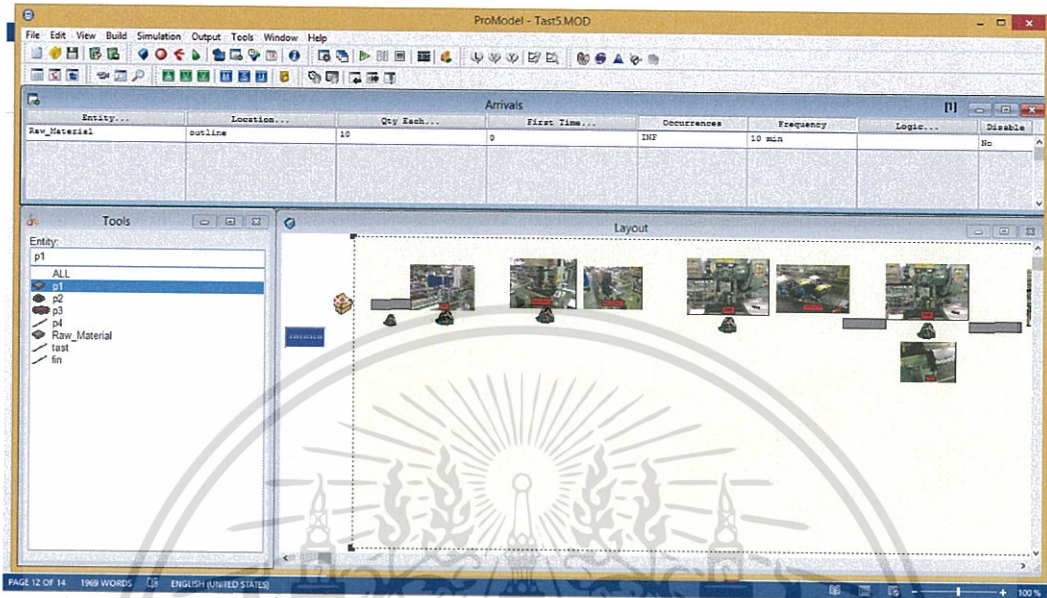 ProModel - Tast5.MOD
File Edit View Build Simulation Output Tools Window Help
Arrivals
[1]
Entity... Location... Qty Each... First Time... Occurrences Frequency Logic... Disable
Raw_Material outline 10 0 INF 10 min No
Tools
Layout
Entity:
p1
ALL
p1
p2
p3
p4
Raw_Material
tast
fin
PAGE 12 OF 14 1969 WORDS ENGLISH (UNITED STATES) 100 %